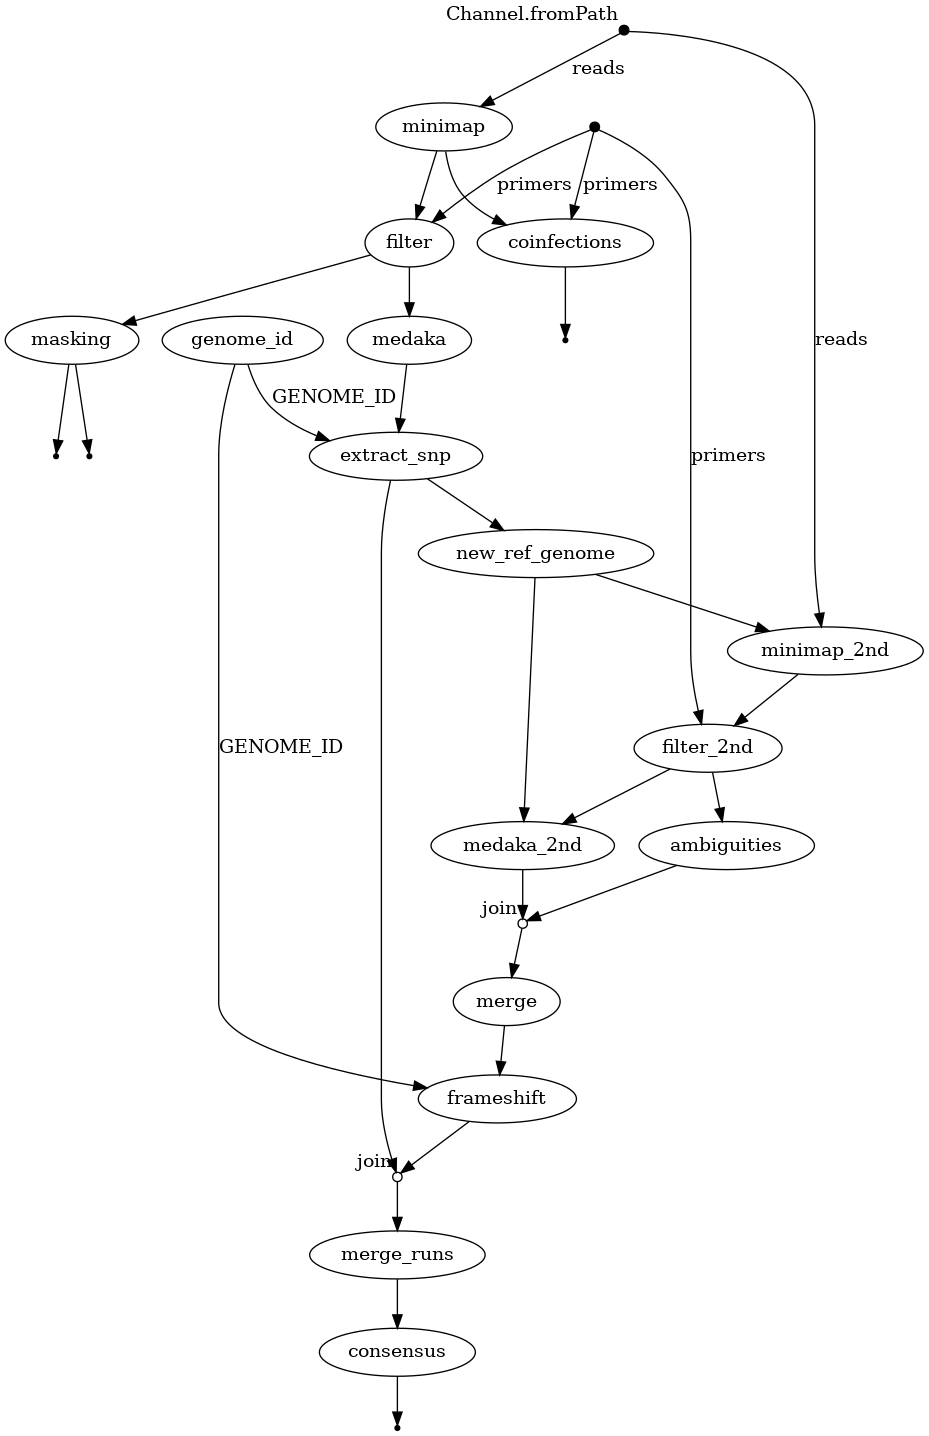 Channel.fromPath
reads
minimap
primers
primers
filter
coinfections
masking
genome_id
medaka
reads
GENOME_ID
extract_snp
primers
new_ref_genome
minimap_2nd
GENOME_ID
filter_2nd
medaka_2nd
ambiguities
join
merge
frameshift
join
merge_runs
consensus